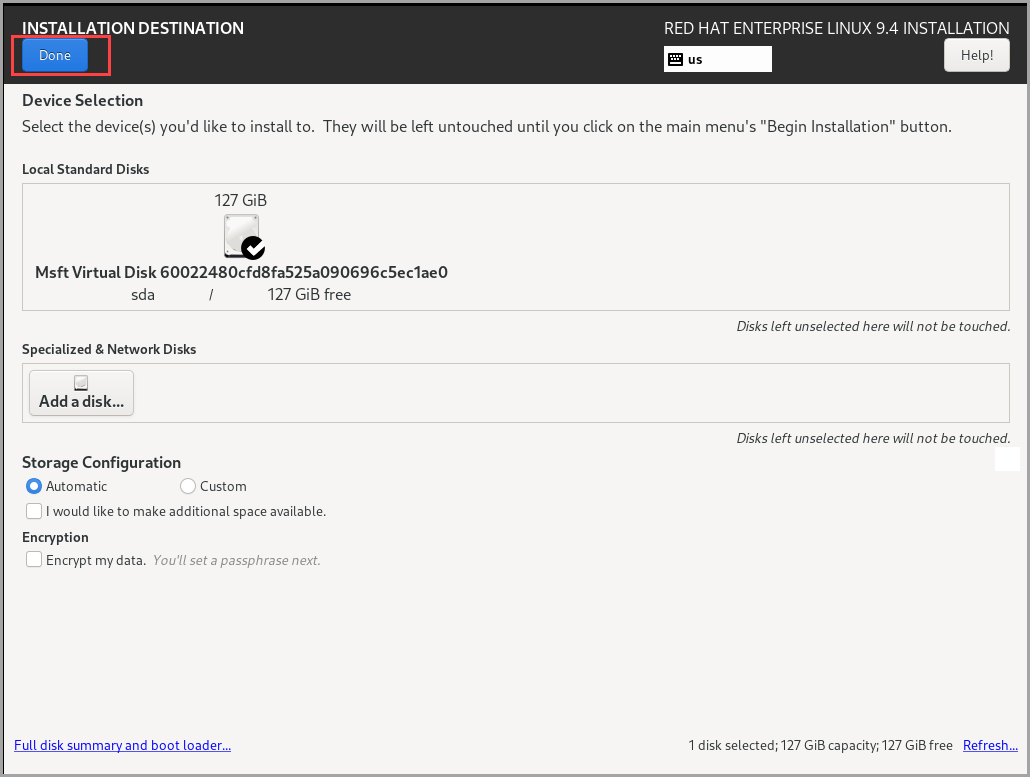 INSTALLATION DESTINATION
RED HAT ENTERPRISE LINUX 9.4 INSTALLATION
Done
us
Help!
Device Selection
Select the device(s) you'd like to install to.  They will be left untouched until you click on the main menu's "Begin Installation" button.
Local Standard Disks
127 GiB
Msft Virtual Disk 60022480cfd8fa525a090696c5ec1ae0
sda / 127 GiB free
Disks left unselected here will not be touched.
Specialized & Network Disks
Add a disk...
Disks left unselected here will not be touched.
Storage Configuration
Automatic Custom
I would like to make additional space available.
Encryption
Encrypt my data. You'll set a passphrase next.
Full disk summary and boot loader...
1 disk selected; 127 GiB capacity; 127 GiB free Refresh...